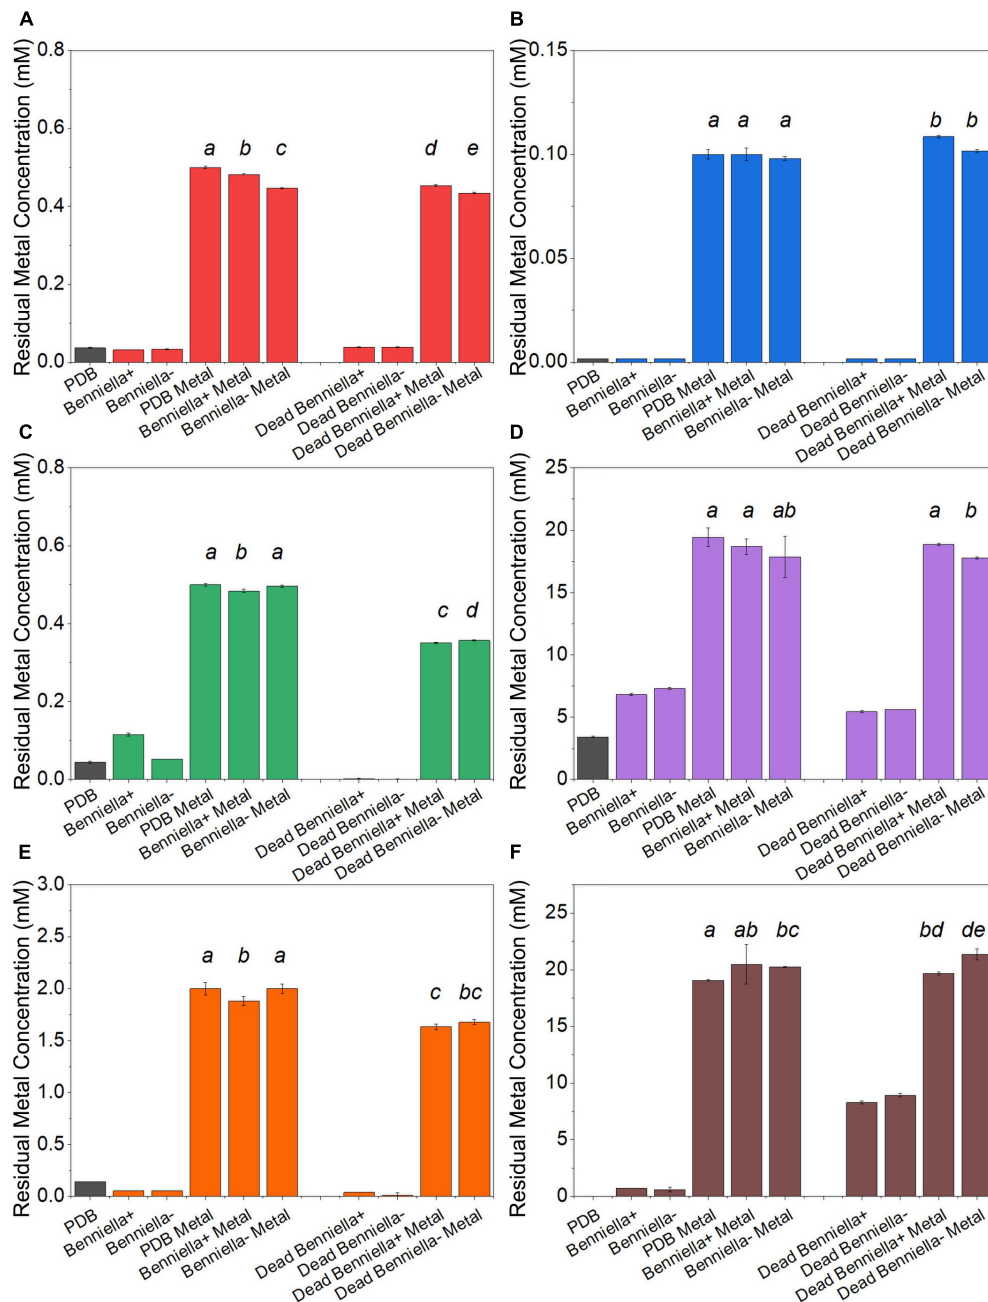 A
Residual Metal Concentration (mM)
0.8
0.6
0.4
0.2
0.0
a b c d e
PDB
Benniella+
Benniella-
PDB Metal
Benniella+ Metal
Benniella- Metal
Dead Benniella+
Dead Benniella-
Dead Benniella+ Metal
Dead Benniella- Metal
B
Residual Metal Concentration (mM)
0.15
0.10
0.05
0.00
a a a b b
PDB
Benniella+
Benniella-
PDB Metal
Benniella+ Metal
Benniella- Metal
Dead Benniella+
Dead Benniella-
Dead Benniella+ Metal
Dead Benniella- Metal
C
Residual Metal Concentration (mM)
0.8
0.6
0.4
0.2
0.0
a b a c d
PDB
Benniella+
Benniella-
PDB Metal
Benniella+ Metal
Benniella- Metal
Dead Benniella+
Dead Benniella-
Dead Benniella+ Metal
Dead Benniella- Metal
D
Residual Metal Concentration (mM)
25
20
15
10
5
0
a a ab a b
PDB
Benniella+
Benniella-
PDB Metal
Benniella+ Metal
Benniella- Metal
Dead Benniella+
Dead Benniella-
Dead Benniella+ Metal
Dead Benniella- Metal
E
Residual Metal Concentration (mM)
3.0
2.5
2.0
1.5
1.0
0.5
0.0
a b a c bc
PDB
Benniella+
Benniella-
PDB Metal
Benniella+ Metal
Benniella- Metal
Dead Benniella+
Dead Benniella-
Dead Benniella+ Metal
Dead Benniella- Metal
F
Residual Metal Concentration (mM)
25
20
15
10
5
0
a ab bc bd de
PDB
Benniella+
Benniella-
PDB Metal
Benniella+ Metal
Benniella- Metal
Dead Benniella+
Dead Benniella-
Dead Benniella+ Metal
Dead Benniella- Metal